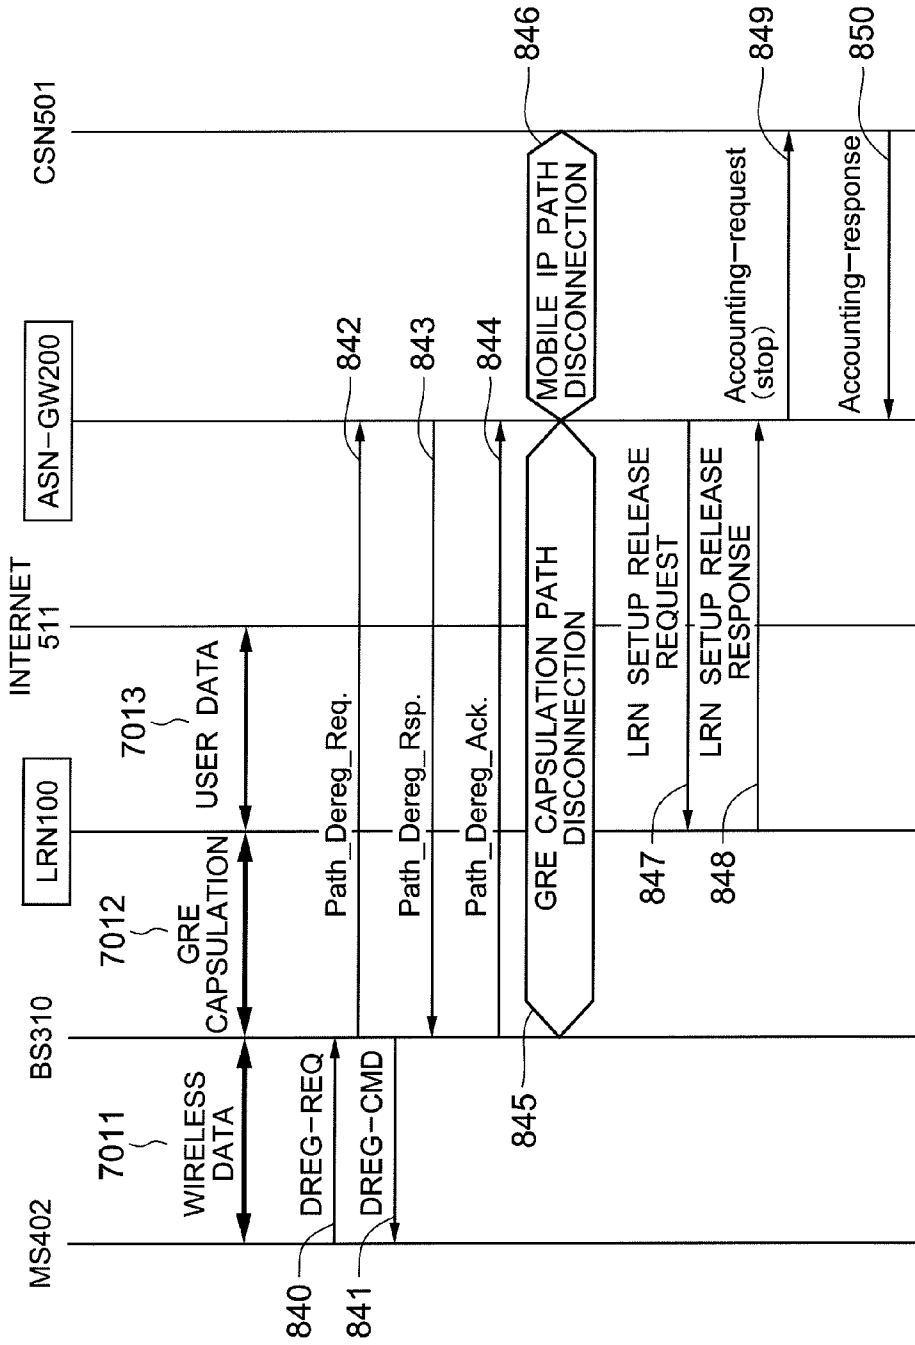 MS402
BS310
LRN100
INTERNET
511
ASN-GW200
CSN501
7011
WIRELESS
DATA
7012
GRE
CAPSULATION
7013
USER DATA
840
DREG-REQ
841
DREG-CMD
Path_Dereg_Req.
842
Path_Dereg_Rsp.
843
Path_Dereg_Ack.
844
845
GRE CAPSULATION PATH
DISCONNECTION
MOBILE IP PATH
DISCONNECTION
846
847
LRN SETUP RELEASE
REQUEST
848
LRN SETUP RELEASE
RESPONSE
Accounting-request
(stop)
849
Accounting-response
850